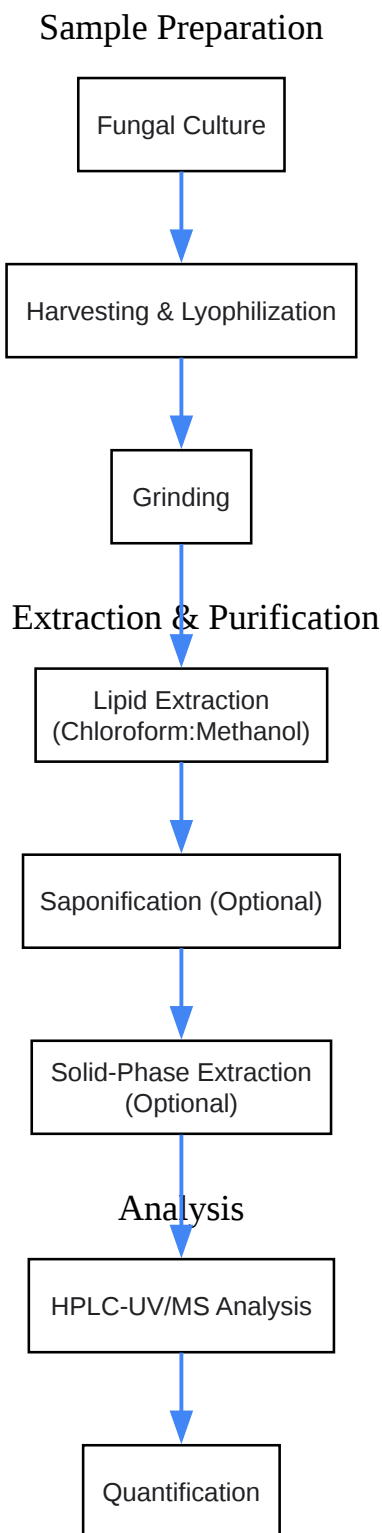 Sample Preparation
Fungal Culture
Harvesting & Lyophilization
Grinding
Extraction & Purification
Lipid Extraction
(Chloroform:Methanol)
Saponification (Optional)
Solid-Phase Extraction
(Optional)
Analysis
HPLC-UV/MS Analysis
Quantification